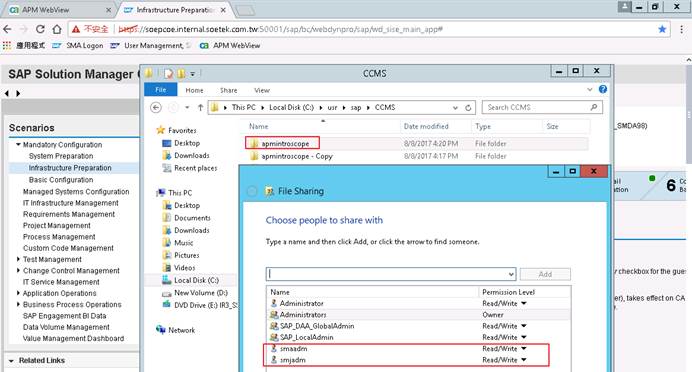 APM WebView
Infrastructure Preparation
不安全
https://soepcoe.internal.soetek.com.tw:50001/sap/bc/webdynpro/sap/wd_sise_main_app#
應用程式
SMA Logon
User Management, S
APM WebView
SAP Solution Manager C
Scenarios
Mandatory Configuration
System Preparation
Infrastructure Preparation
Basic Configuration
Managed Systems Configuration
IT Infrastructure Management
Requirements Management
Project Management
Process Management
Custom Code Management
Test Management
Change Control Management
IT Service Management
Application Operations
Business Process Operations
SAP Engagement BI Data
Data Volume Management
Value Management Dashboard
Related Links
CCMS
File
Home
Share
View
This PC
Local Disk (C:)
usr
sap
CCMS
Search CCMS
Favorites
Desktop
Downloads
Recent places
This PC
Desktop
Documents
Downloads
Music
Pictures
Videos
Local Disk (C:)
New Volume (D:)
DVD Drive (E:) IR3_SS
Network
Name
Date modified
Type
Size
apmintroscope
8/8/2017 4:20 PM
File folder
apmintroscope - Copy
8/8/2017 4:17 PM
File folder
File Sharing
Choose people to share with
Type a name and then click Add, or click the arrow to find someone.
Add
Name
Permission Level
Administrator
Read/Write
Administrators
Owner
SAP_DAA_GlobalAdmin
Read/Write
SAP_LocalAdmin
Read/Write
smaadm
Read/Write
smjadm
Read/Write
_SMDA98)
ail
ation
6
Co
Ba
r checkbox for the gues
er), takes effect on CA